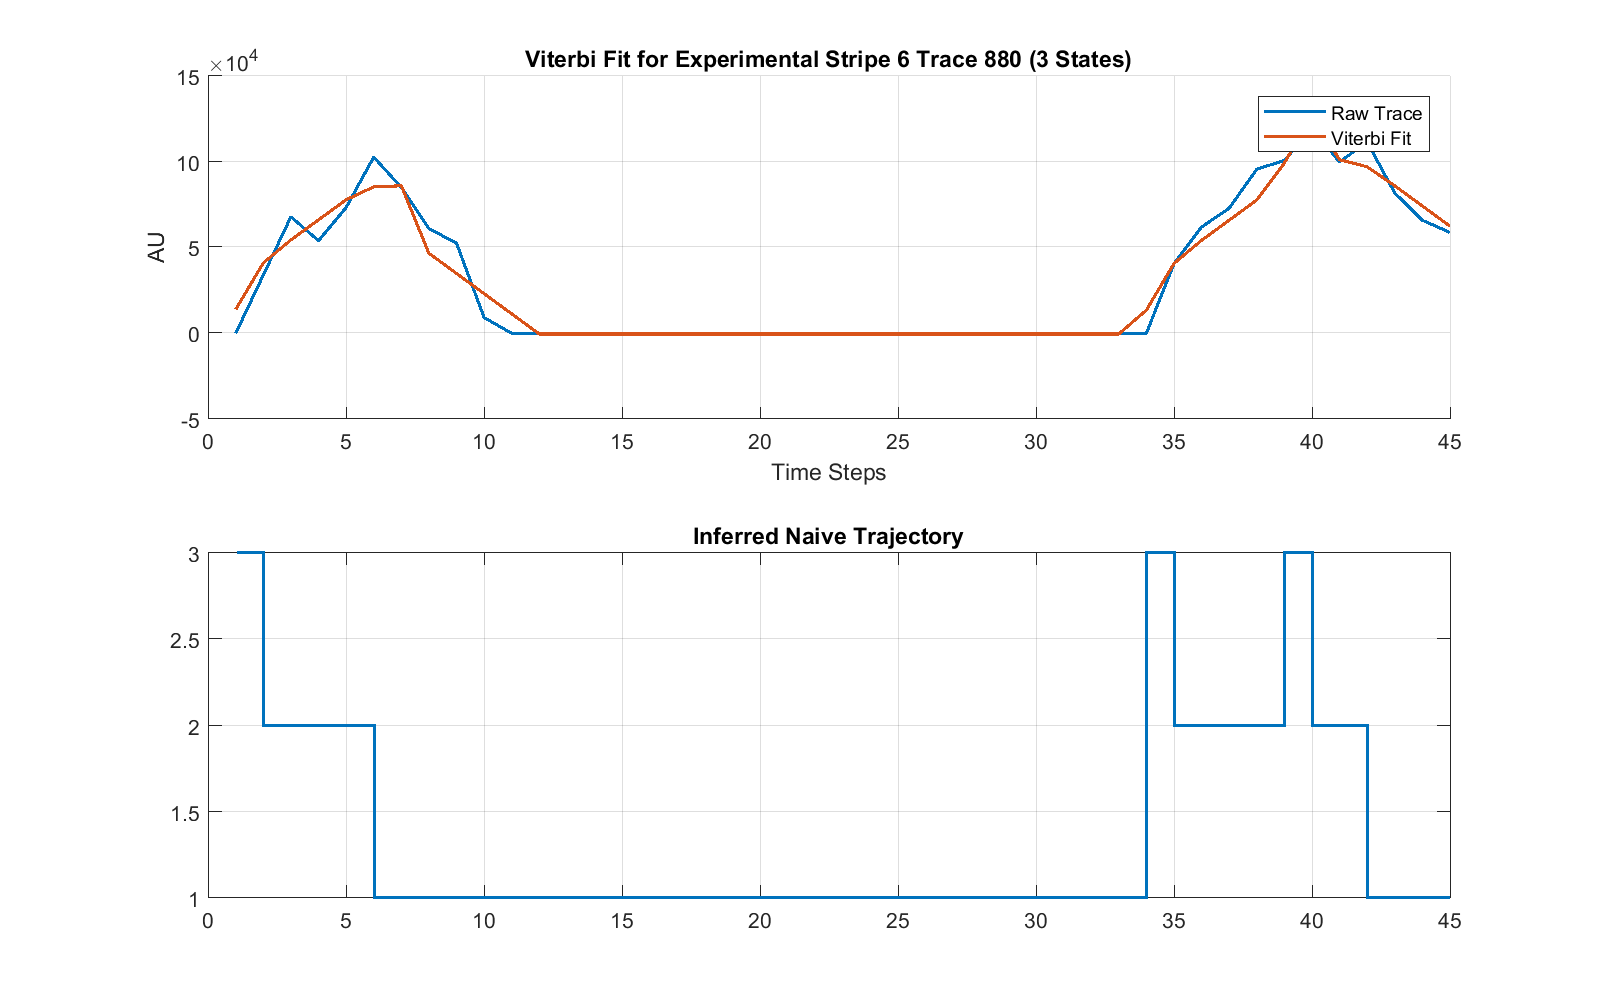 Viterbi Fit for Experimental Stripe 6 Trace 880 (3 States)
×10⁴
15
10
5
0
-5
AU
Raw Trace
Viterbi Fit
0 5 10 15 20 25 30 35 40 45
Time Steps
Inferred Naive Trajectory
3
2.5
2
1.5
1
0 5 10 15 20 25 30 35 40 45